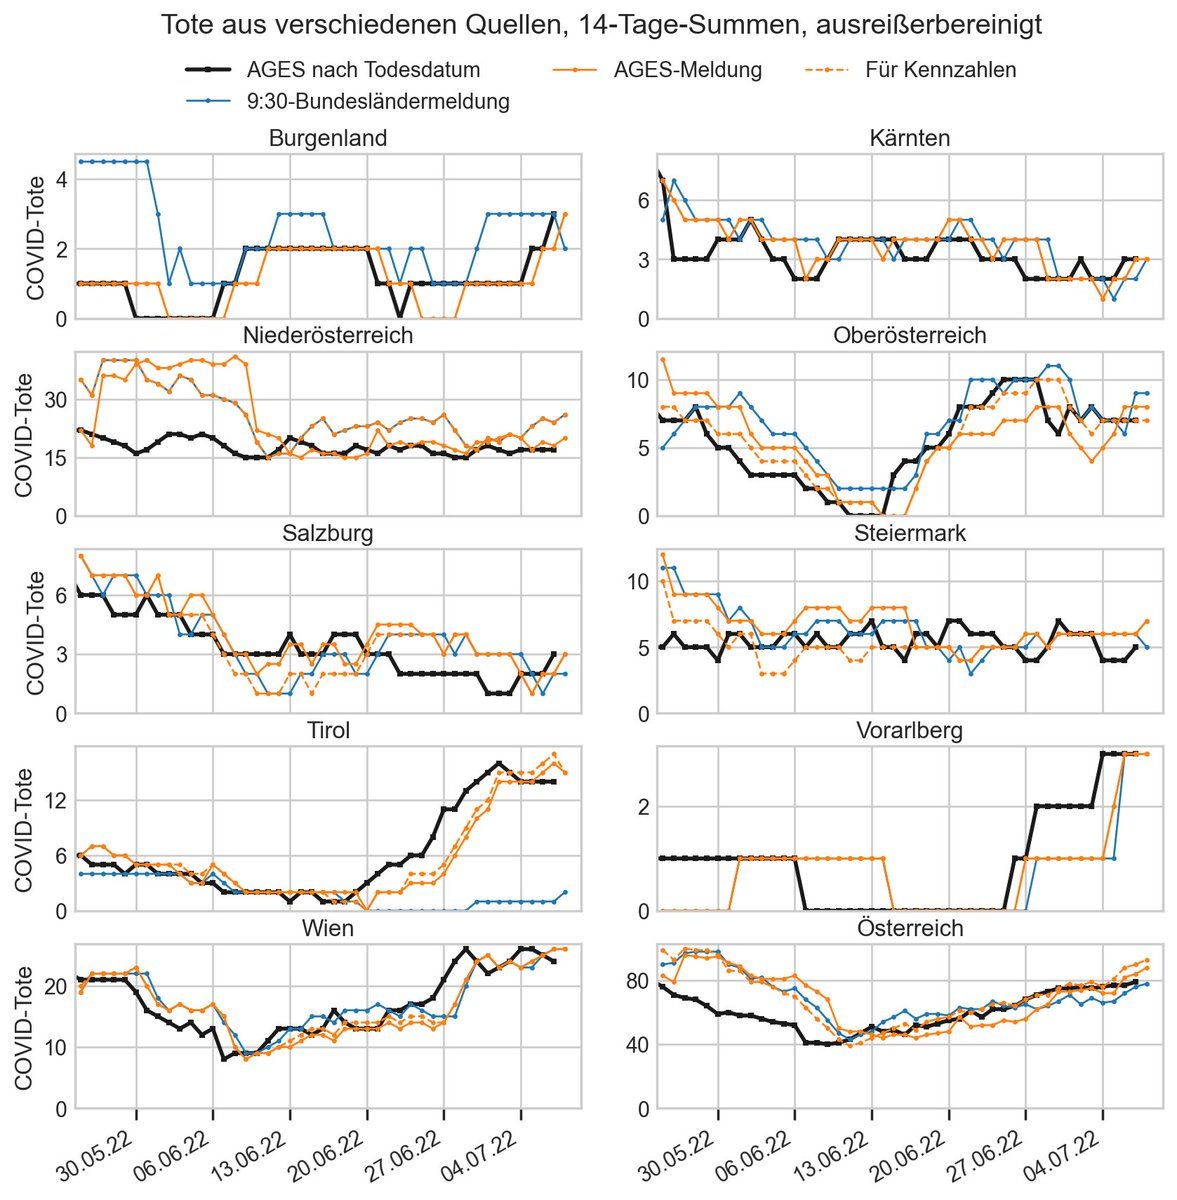 Tote aus verschiedenen Quellen, 14-Tage-Summen, ausreißerbereinigt
AGES nach Todesdatum
AGES-Meldung
Für Kennzahlen
9:30-Bundesländermeldung
Burgenland
Kärnten
COVID-Tote
4
2
0
6
3
0
Niederösterreich
Oberösterreich
COVID-Tote
30
15
0
10
5
0
Salzburg
Steiermark
COVID-Tote
6
3
0
10
5
0
Tirol
Vorarlberg
COVID-Tote
12
6
0
2
0
Wien
Österreich
COVID-Tote
20
10
0
80
40
0
30.05.22
06.06.22
13.06.22
20.06.22
27.06.22
04.07.22
30.05.22
06.06.22
13.06.22
20.06.22
27.06.22
04.07.22